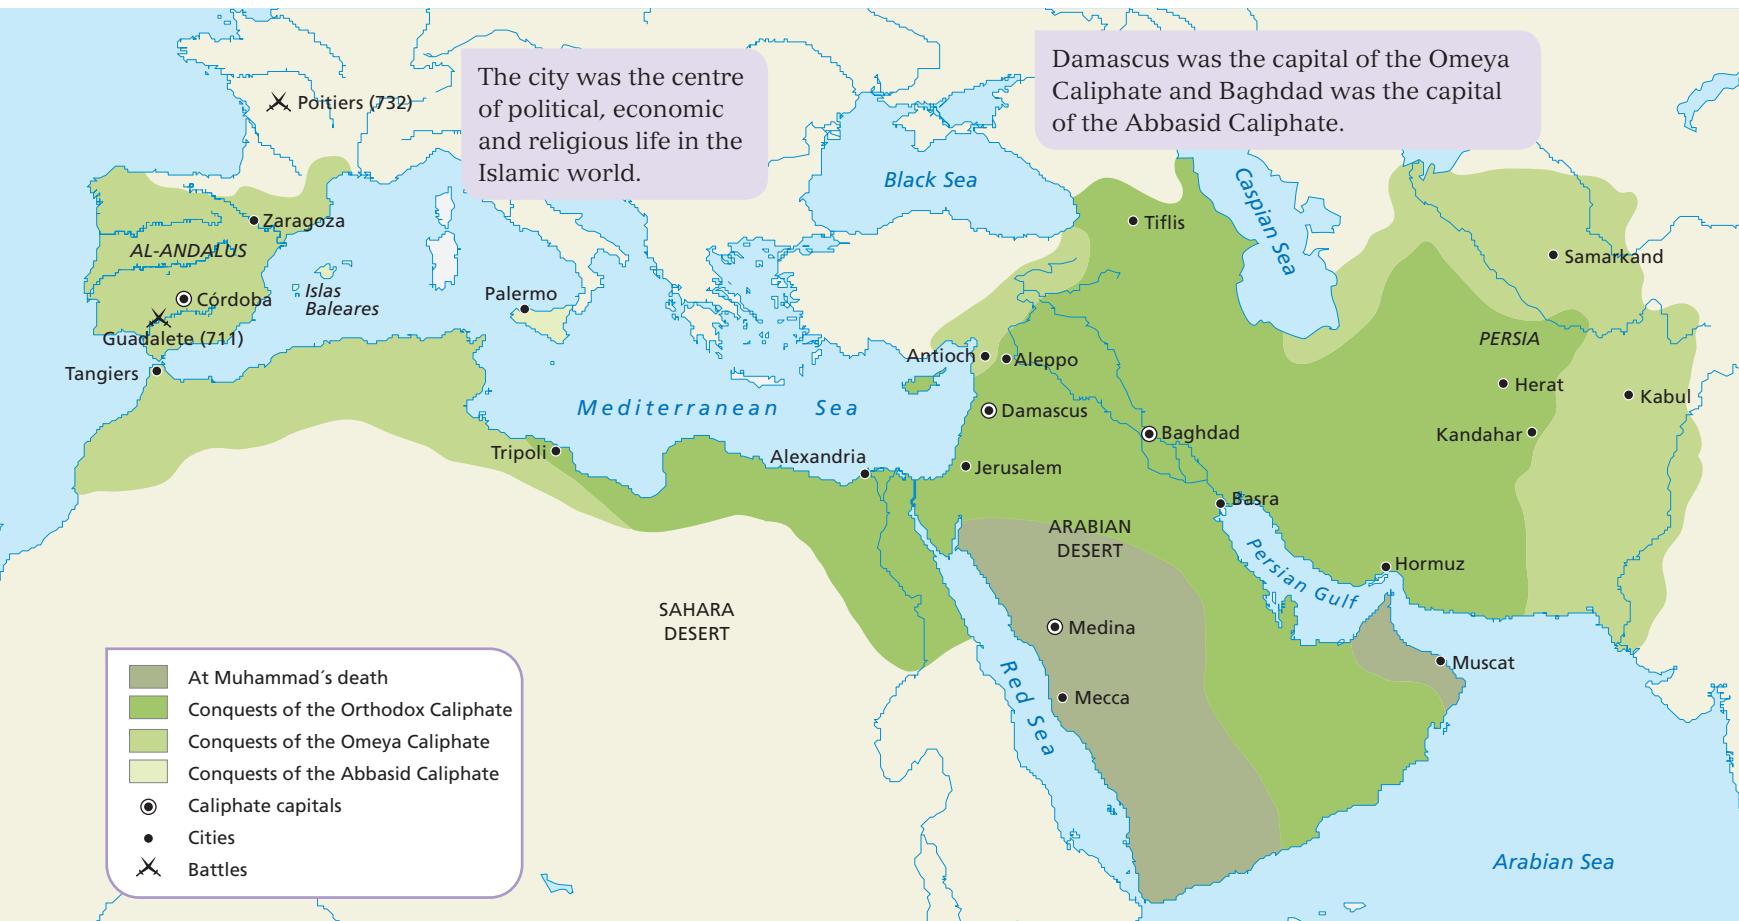 The city was the centre
of political, economic
and religious life in the
Islamic world.
Damascus was the capital of the Omeya
Caliphate and Baghdad was the capital
of the Abbasid Caliphate.
Poitiers (732)
Black Sea
Caspian Sea
Zaragoza
Tiflis
AL-ANDALUS
Samarkand
Córdoba
Islas
Baleares
Palermo
Guadalete (711)
PERSIA
Antioch
Aleppo
Tangiers
Herat
Kabul
Mediterranean Sea
Damascus
Baghdad
Kandahar
Tripoli
Alexandria
Jerusalem
Basra
ARABIAN
DESERT
Persian Gulf
Hormuz
SAHARA
DESERT
Medina
Muscat
Red Sea
Mecca
At Muhammad´s death
Conquests of the Orthodox Caliphate
Conquests of the Omeya Caliphate
Conquests of the Abbasid Caliphate
Caliphate capitals
Cities
Battles
Arabian Sea